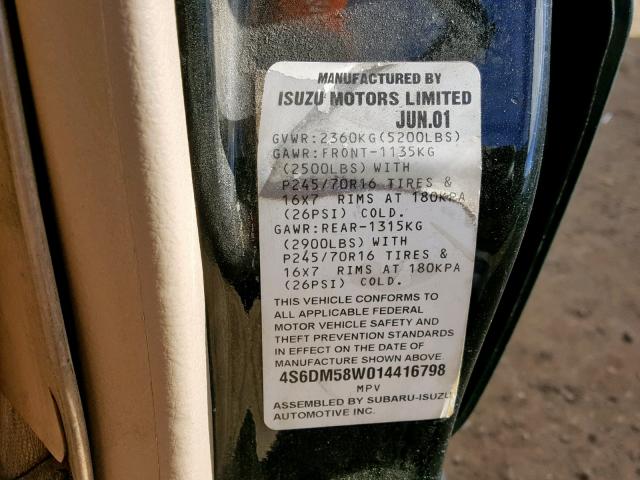 MANUFACTURED BY
ISUZU MOTORS LIMITED
JUN.01
GVWR:2360KG(5200LBS)
GAWR:FRONT-1135KG
(2500LBS) WITH
P245/70R16 TIRES &
16x7 RIMS AT 180KPA
(26PSI) COLD.
GAWR:REAR-1315KG
(2900LBS) WITH
P245/70R16 TIRES &
16x7 RIMS AT 180KPA
(26PSI) COLD.
THIS VEHICLE CONFORMS TO
ALL APPLICABLE FEDERAL
MOTOR VEHICLE SAFETY AND
THEFT PREVENTION STANDARDS
IN EFFECT ON THE DATE OF
MANUFACTURE SHOWN ABOVE.
4S6DM58W014416798
MPV
ASSEMBLED BY SUBARU-ISUZU
AUTOMOTIVE INC.